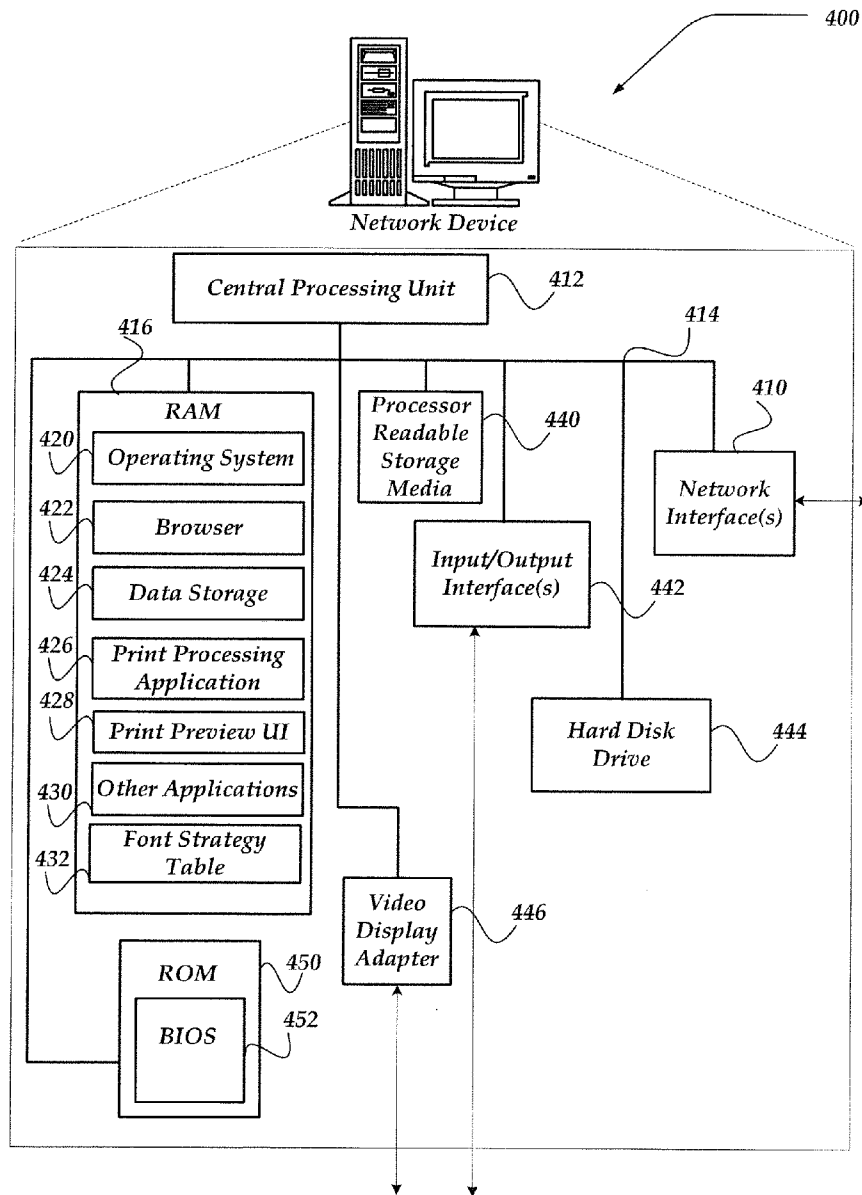 400
Network Device
Central Processing Unit
412
416
414
RAM
420
Operating System
422
Browser
424
Data Storage
426
Print Processing
Application
428
Print Preview UI
430
Other Applications
432
Font Strategy
Table
Processor
Readable
Storage
Media
440
410
Network
Interface(s)
Input/Output
Interface(s)
442
Hard Disk
Drive
444
Video
Display
Adapter
446
ROM
450
BIOS
452